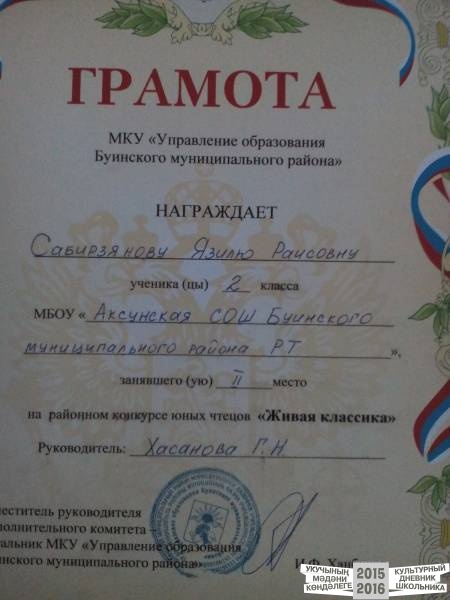 ГРАМОТА
МКУ «Управление образования
Буинского муниципального района»
НАГРАЖДАЕТ
Сабирзянову Язилю Раисовну
ученика (цы) 2 класса
МБОУ « Аксунская СОШ Буинского
муниципального района РТ »,
занявшего (ую) II место
на районном конкурсе юных чтецов «Живая классика»
Руководитель: Хасанова Г.Н.
меститель руководителя
полнительного комитета –
альник МКУ «Управление образования
инского муниципального района»
И.Ф.
УКУЧЫНЫҢ МӘДӘНИ КӨНДӘЛЕГЕ
2015
2016
КУЛЬТУРНЫЙ ДНЕВНИК ШКОЛЬНИКА